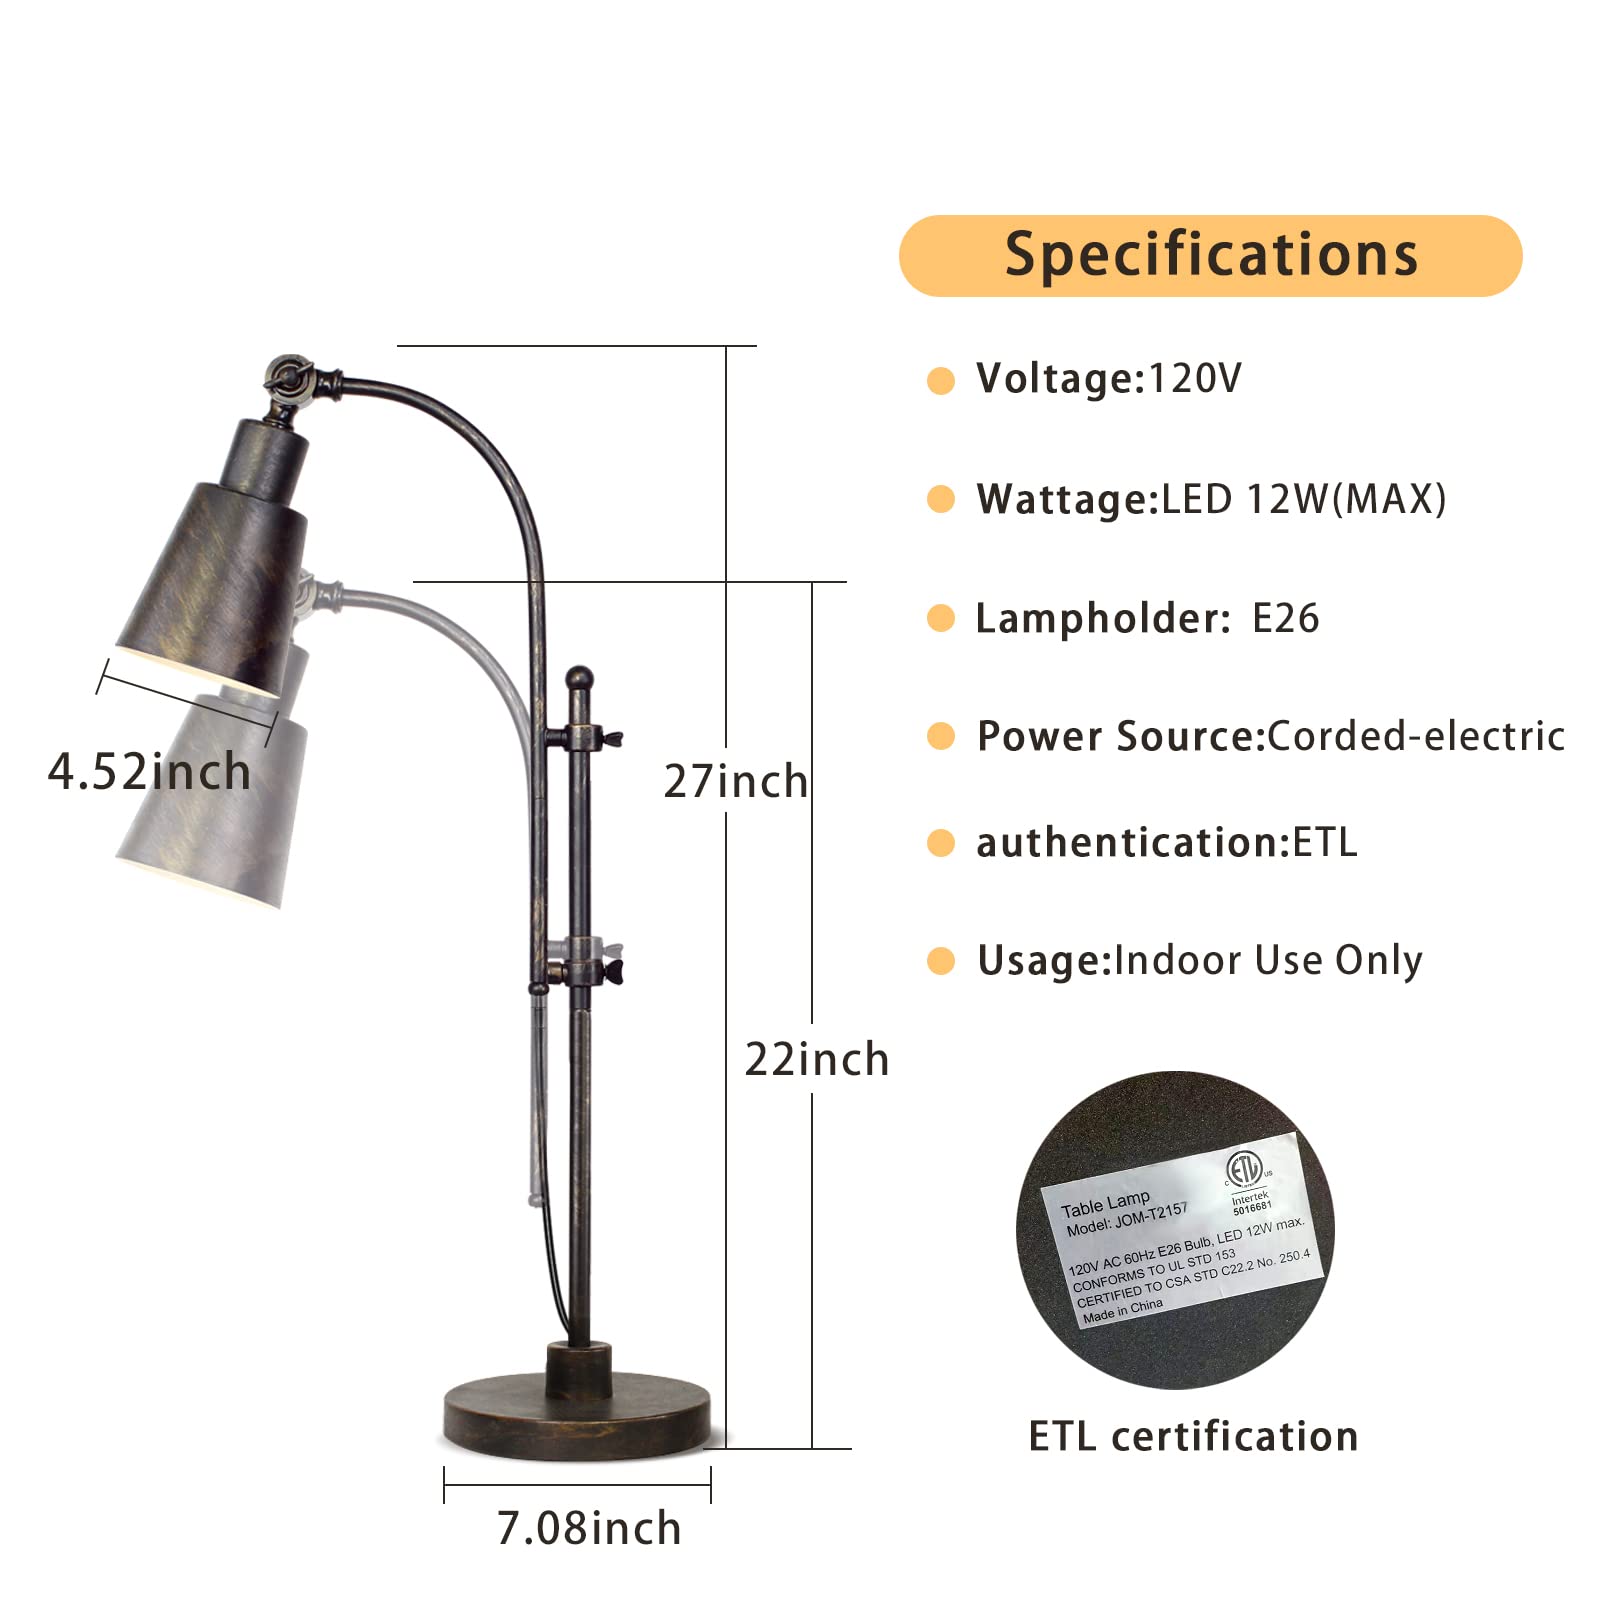 Specifications
Voltage:120V
Wattage:LED 12W(MAX)
Lampholder: E26
Power Source:Corded-electric
authentication:ETL
Usage:Indoor Use Only
4.52inch
27inch
22inch
7.08inch
ETL
LISTED
C US
Intertek
5016681
Table Lamp
Model: JOM-T2157
120V AC 60Hz E26 Bulb, LED 12W max.
CONFORMS TO UL STD 153
CERTIFIED TO CSA STD C22.2 No. 250.4
Made in China
ETL certification